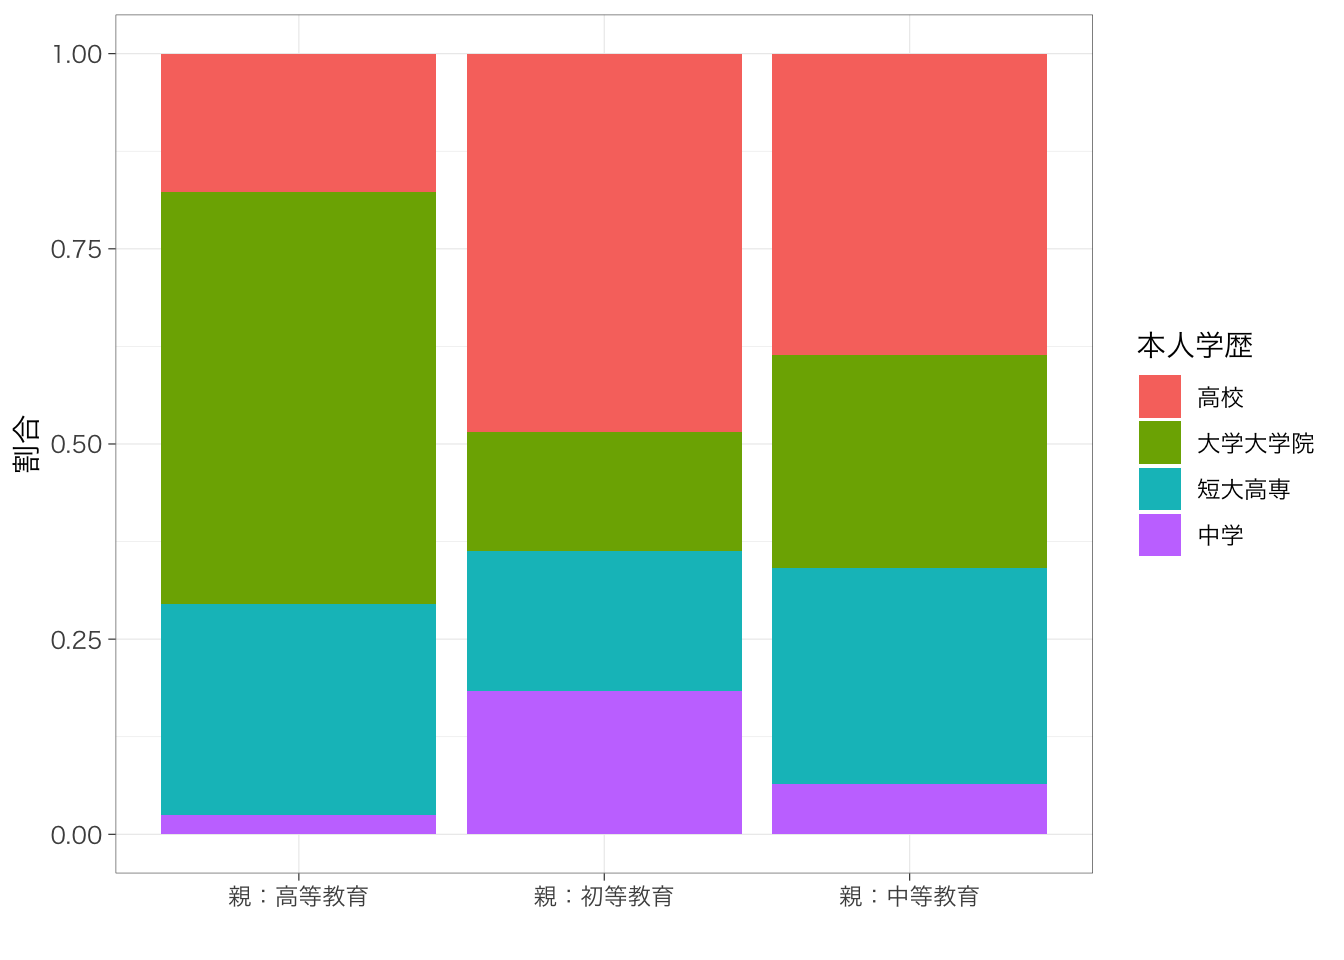 1.00
0.75
0.50
0.25
0.00
割合
親：高等教育
親：初等教育
親：中等教育
本人学歴
高校
大学大学院
短大高専
中学